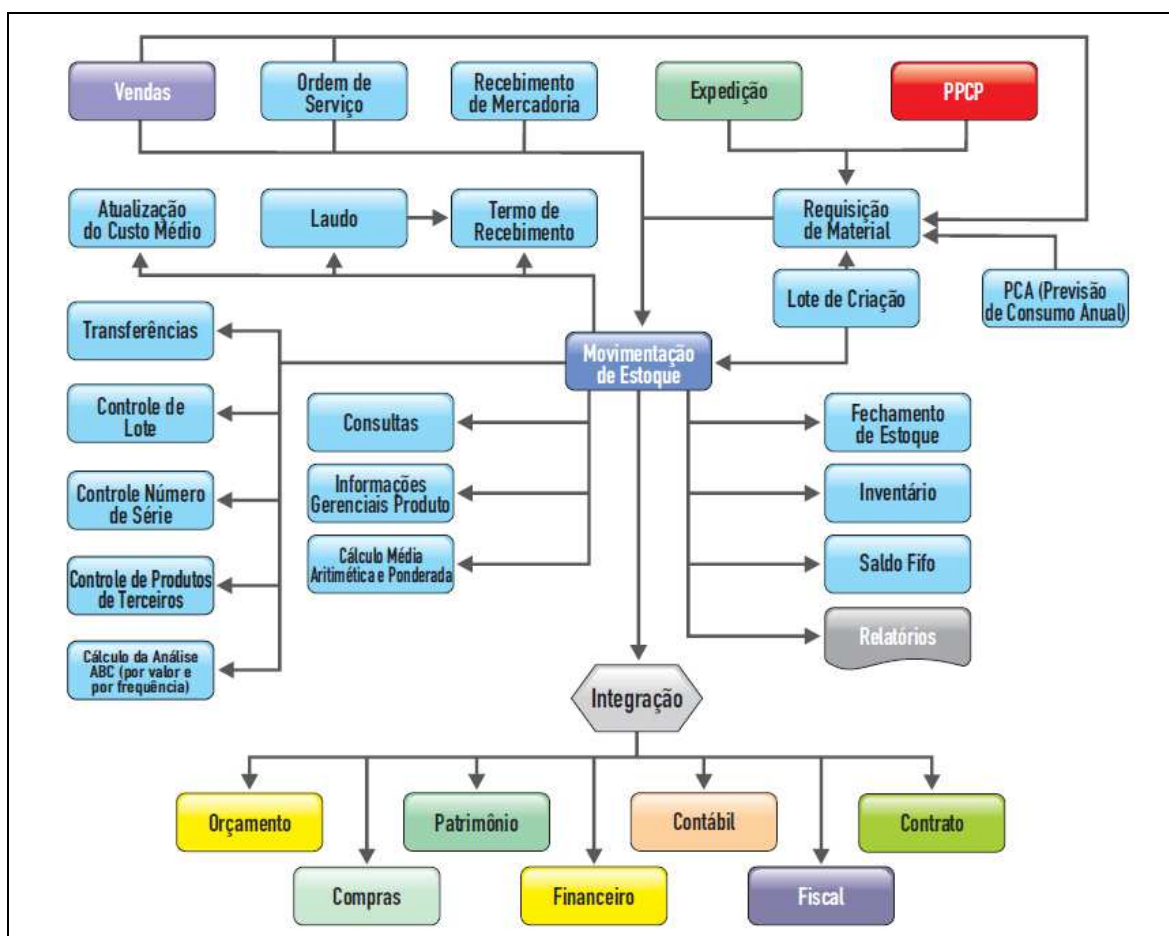 Vendas
Ordem de
Serviço
Recebimento
de Mercadoria
Expedição
PPCP
Atualização
do Custo Médio
Laudo
Termo de
Recebimento
Requisição
de Material
Lote de Criação
PCA (Previsão
de Consumo Anual)
Transferências
Movimentação
de Estoque
Controle de
Lote
Consultas
Fechamento
de Estoque
Controle Número
de Série
Informações
Gerenciais Produto
Inventário
Controle de Produtos
de Terceiros
Cálculo Média
Aritimética e Ponderada
Saldo Fifo
Cálculo da Análise
ABC (por valor e
por frequência)
Relatórios
Integração
Orçamento
Patrimônio
Contábil
Contrato
Compras
Financeiro
Fiscal